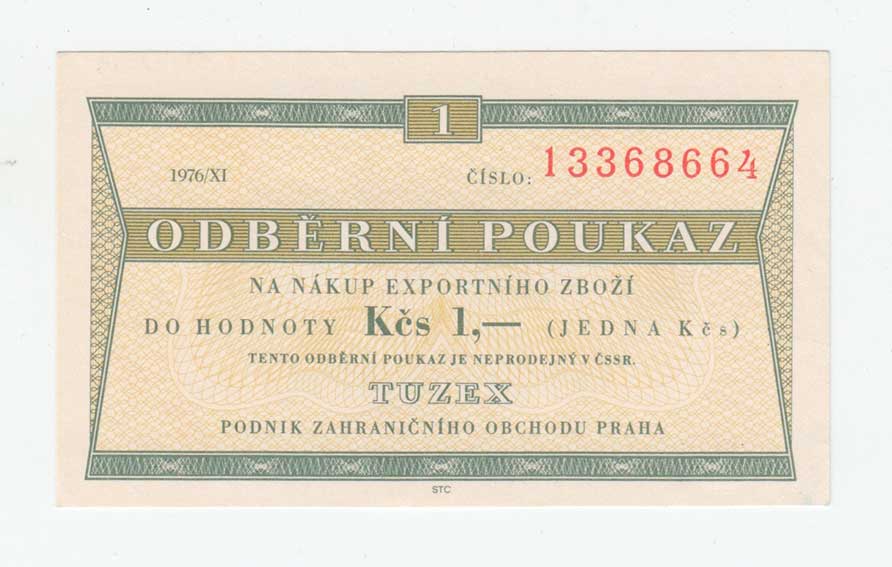 1
1976/XI ČÍSLO: 13368664
ODBĚRNÍ POUKAZ
NA NÁKUP EXPORTNÍHO ZBOŽÍ
DO HODNOTY Kčs 1,— (JEDNA Kčs)
TENTO ODBĚRNÍ POUKAZ JE NEPRODEJNÝ V ČSSR.
TUZEX
PODNIK ZAHRANIČNÍHO OBCHODU PRAHA
STC